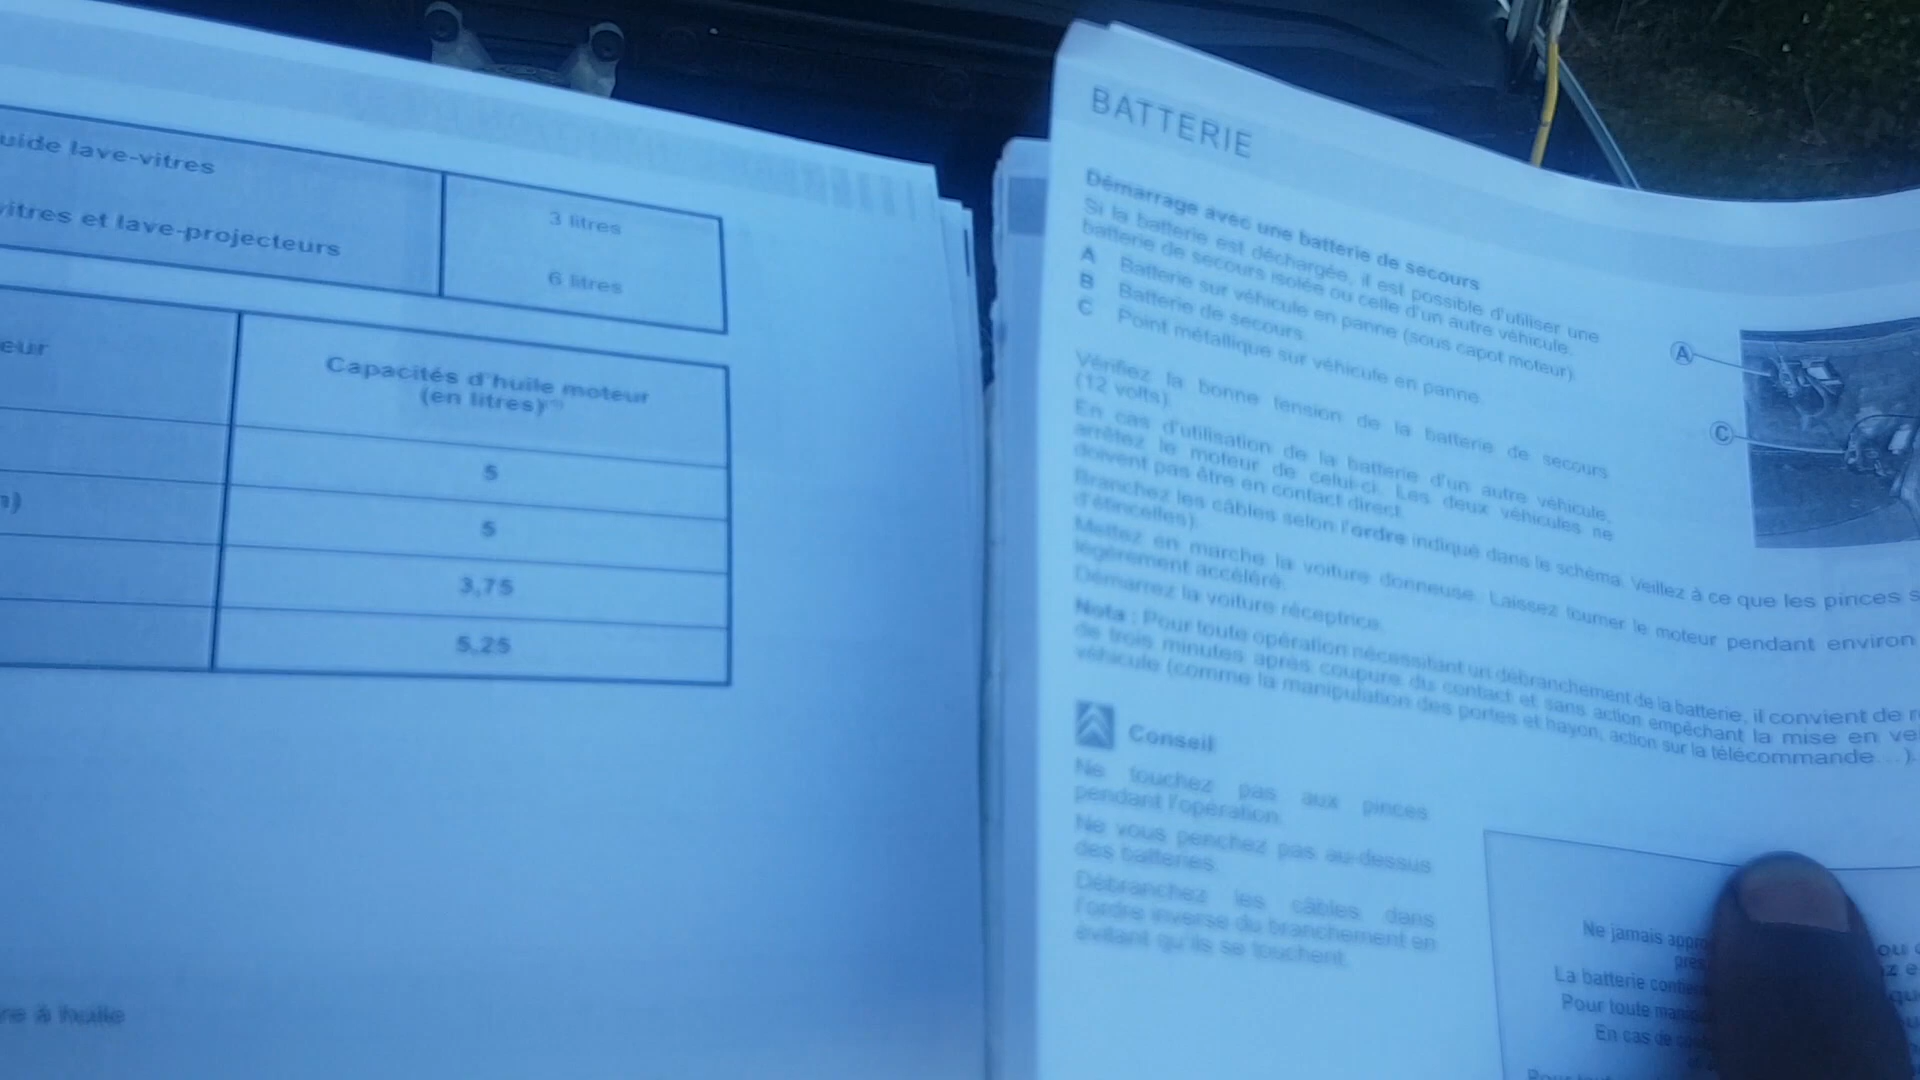 uide lave-vitres
3 litres
vitres et lave-projecteurs
6 litres
eur
Capacités d'huile moteur
(en litres)
5
5
3,75
5,25
à huile
BATTERIE
Démarrage avec une batterie de secours
Si la batterie est déchargée, il est possible d'utiliser une
batterie de secours isolée ou celle d'un autre véhicule.
A Batterie sur véhicule en panne (sous capot moteur).
B Batterie de secours.
C Point métallique sur véhicule en panne.
Vérifiez la bonne tension de la batterie de secours
(12 volts).
En cas d'utilisation de la batterie d'un autre véhicule,
arrêtez le moteur de celui-ci. Les deux véhicules ne
doivent pas être en contact direct.
Branchez les câbles selon l'ordre indiqué dans le schéma. Veillez à ce que les pinces s
d'étincelles).
Mettez en marche la voiture donneuse. Laissez tourner le moteur pendant environ
légèrement accéléré.
Démarrez la voiture réceptrice.
Nota : Pour toute opération nécessitant un débranchement de la batterie, il convient de r
de trois minutes après coupure du contact et sans action empêchant la mise en ve
véhicule (comme la manipulation des portes et hayon, action sur la télécommande ...).
A
C
Conseil
Ne touchez pas aux pinces
pendant l'opération.
Ne vous penchez pas au-dessus
des batteries.
Débranchez les câbles dans
l'ordre inverse du branchement en
évitant qu'ils se touchent.
Ne jamais appro
La batterie
ou
Pour toute
En cas de